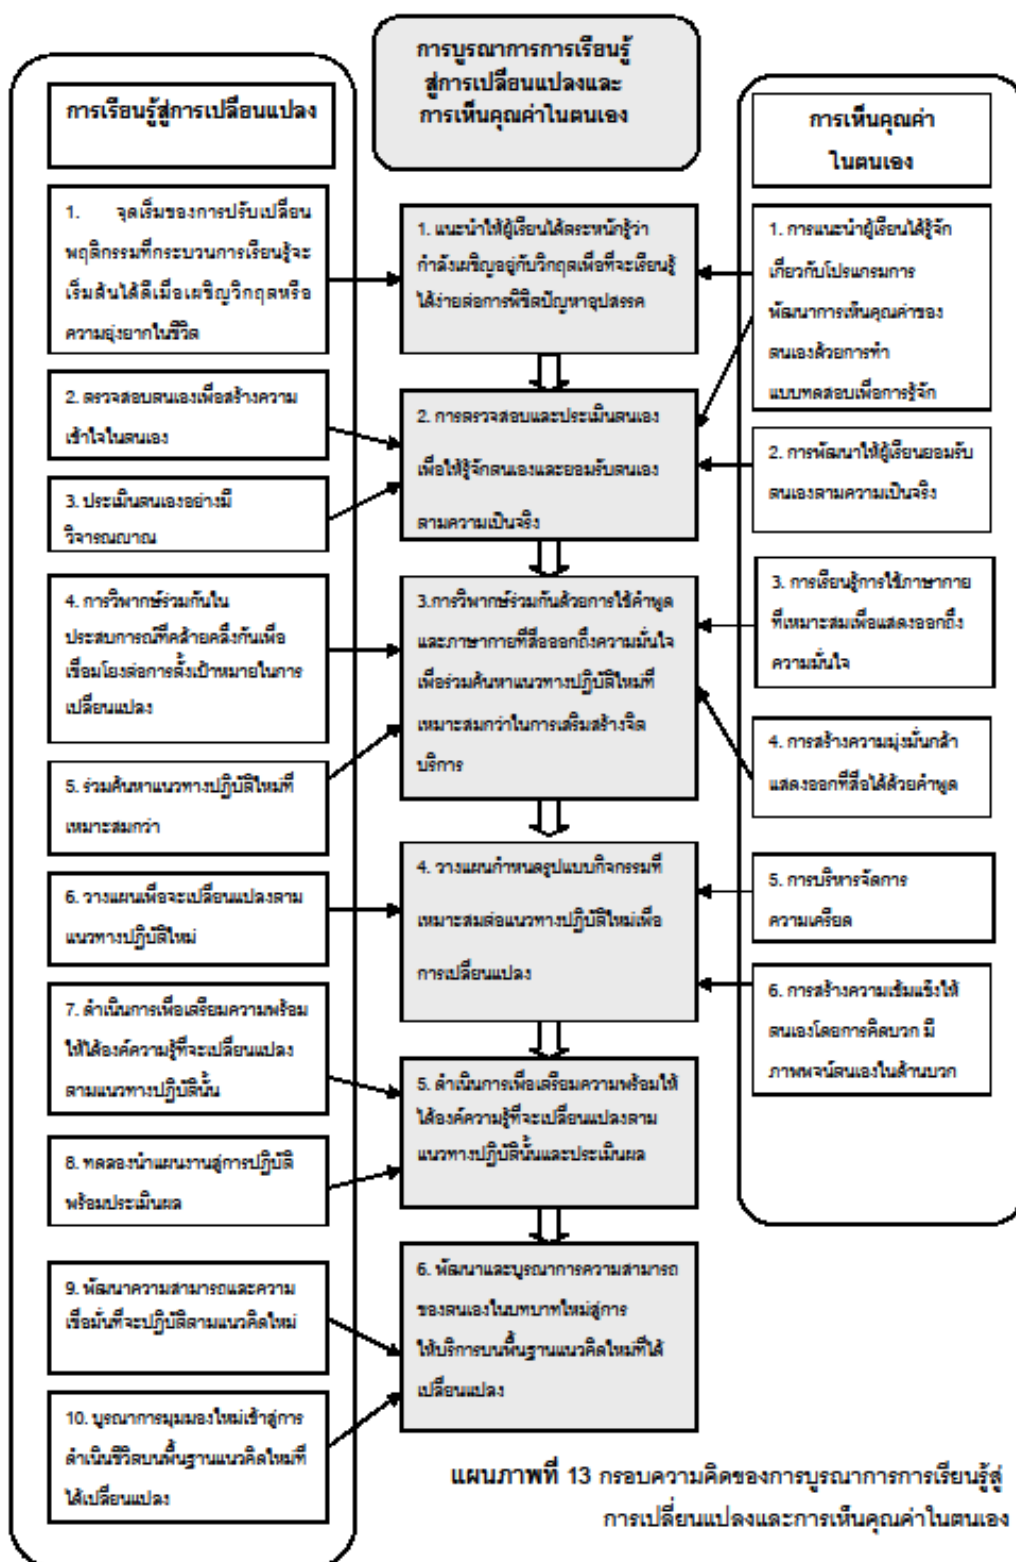 การเรียนรู้สู่การเปลี่ยนแปลง
1. จุดเริ่มของการปรับเปลี่ยน
พฤติกรรมที่กระบวนการเรียนรู้จะ
เริ่มต้นได้ดีเมื่อเผชิญวิกฤตหรือ
ความยุ่งยากในชีวิต
2. ตรวจสอบตนเองเพื่อสร้างความ
เข้าใจในตนเอง
3. ประเมินตนเองอย่างมี
วิจารณญาณ
4. การวิพากษ์ร่วมกันใน
ประสบการณ์ที่คล้ายคลึงกันเพื่อ
เชื่อมโยงต่อการตั้งเป้าหมายในการ
เปลี่ยนแปลง
5. ร่วมค้นหาแนวทางปฏิบัติใหม่ที่
เหมาะสมกว่า
6. วางแผนเพื่อจะเปลี่ยนแปลงตาม
แนวทางปฏิบัติใหม่
7. ดำเนินการเพื่อเตรียมความพร้อม
ให้ได้องค์ความรู้ที่จะเปลี่ยนแปลง
ตามแนวทางปฏิบัตินั้น
8. ทดลองนำแผนงานสู่การปฏิบัติ
พร้อมประเมินผล
9. พัฒนาความสามารถและความ
เชื่อมั่นที่จะปฏิบัติตามแนวคิดใหม่
10. บูรณาการมุมมองใหม่เข้าสู่การ
ดำเนินชีวิตบนพื้นฐานแนวคิดใหม่ที่
ได้เปลี่ยนแปลง
การบูรณาการการเรียนรู้
สู่การเปลี่ยนแปลงและ
การเห็นคุณค่าในตนเอง
1. แนะนำให้ผู้เรียนได้ตระหนักรู้ว่า
กำลังเผชิญอยู่กับวิกฤตเพื่อที่จะเรียนรู้
ได้ง่ายต่อการพิชิตปัญหาอุปสรรค
2. การตรวจสอบและประเมินตนเอง
เพื่อให้รู้จักตนเองและยอมรับตนเอง
ตามความเป็นจริง
3.การวิพากษ์ร่วมกันด้วยการใช้คำพูด
และภาษากายที่สื่อออกถึงความมั่นใจ
เพื่อร่วมค้นหาแนวทางปฏิบัติใหม่ที่
เหมาะสมกว่าในการเสริมสร้างจิต
บริการ
4. วางแผนกำหนดรูปแบบกิจกรรมที่
เหมาะสมต่อแนวทางปฏิบัติใหม่เพื่อ
การเปลี่ยนแปลง
5. ดำเนินการเพื่อเตรียมความพร้อมให้
ได้องค์ความรู้ที่จะเปลี่ยนแปลงตาม
แนวทางปฏิบัตินั้นและประเมินผล
6. พัฒนาและบูรณาการความสามารถ
ของตนเองในบทบาทใหม่สู่การ
ให้บริการบนพื้นฐานแนวคิดใหม่ที่ได้
เปลี่ยนแปลง
การเห็นคุณค่า
ในตนเอง
1. การแนะนำผู้เรียนได้รู้จัก
เกี่ยวกับโปรแกรมการ
พัฒนาการเห็นคุณค่าของ
ตนเองด้วยการทำ
แบบทดสอบเพื่อการรู้จัก
2. การพัฒนาให้ผู้เรียนยอมรับ
ตนเองตามความเป็นจริง
3. การเรียนรู้การใช้ภาษากาย
ที่เหมาะสมเพื่อแสดงออกถึง
ความมั่นใจ
4. การสร้างความมุ่งมั่นกล้า
แสดงออกที่สื่อได้ด้วยคำพูด
5. การบริหารจัดการ
ความเครียด
6. การสร้างความเข้มแข็งให้
ตนเองโดยการคิดบวก มี
ภาพพจน์ตนเองในด้านบวก
แผนภาพที่ 13 กรอบความคิดของการบูรณาการการเรียนรู้สู่
การเปลี่ยนแปลงและการเห็นคุณค่าในตนเอง